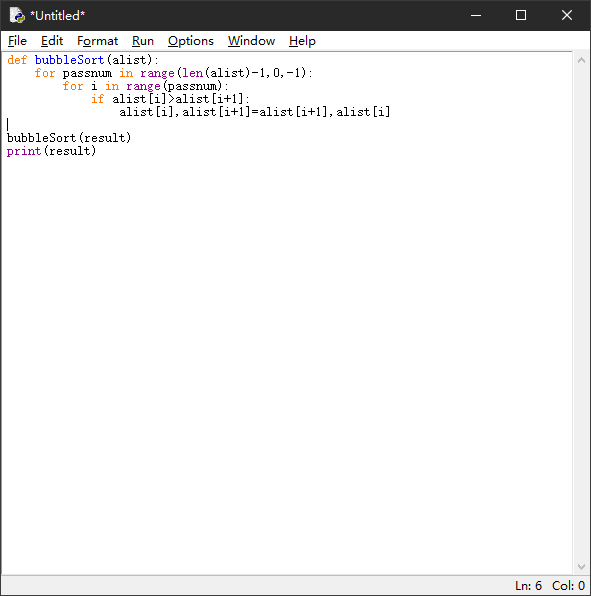 *Untitled*
File Edit Format Run Options Window Help
def bubbleSort(alist):
    for passnum in range(len(alist)-1,0,-1):
        for i in range(passnum):
            if alist[i]>alist[i+1]:
                alist[i],alist[i+1]=alist[i+1],alist[i]
bubbleSort(result)
print(result)
Ln: 6 Col: 0